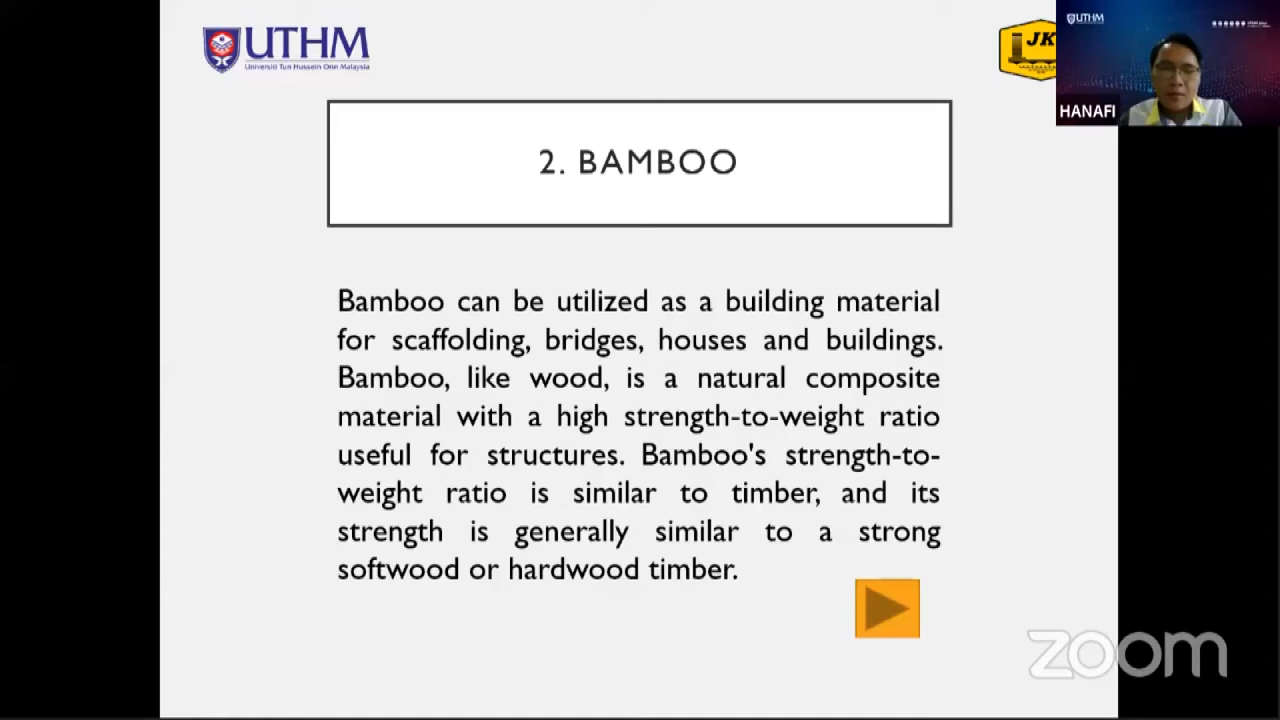 UTHM
Universiti Tun Hussein Onn Malaysia
JK
UTHM
HANAFI
2. BAMBOO
Bamboo can be utilized as a building material
for scaffolding, bridges, houses and buildings.
Bamboo, like wood, is a natural composite
material with a high strength-to-weight ratio
useful for structures. Bamboo's strength-to-
weight ratio is similar to timber, and its
strength is generally similar to a strong
softwood or hardwood timber.
zoom